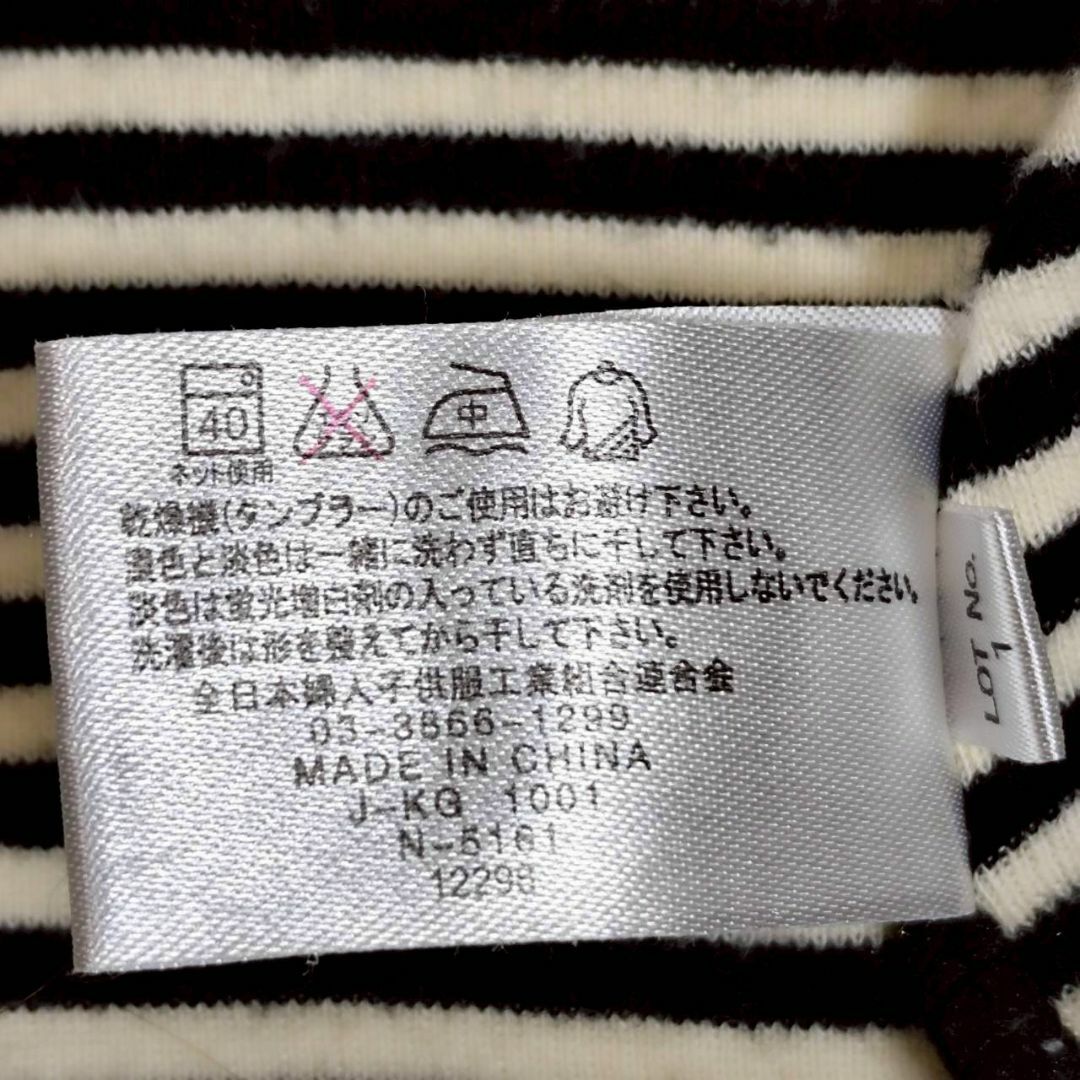 40
中
ネット使用
乾燥機(タンブラー)のご使用はお避け下さい。
濃色と淡色は一緒に洗わず直ちに干して下さい。
淡色は蛍光増白剤の入っている洗剤を使用しないでください。
洗濯後は形を整えてから干して下さい。
全日本婦人子供服工業組合連合会
03-3866-1299
MADE IN CHINA
J-KG 1001
N-5161
12298
LOT No.
1